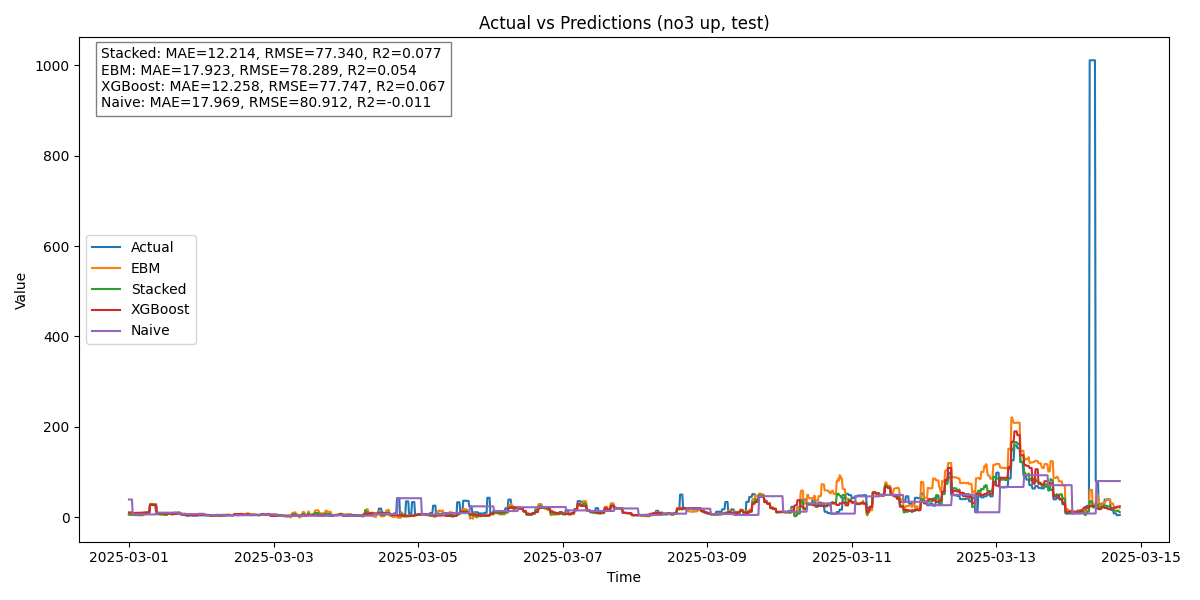 Actual vs Predictions (no3 up, test)
Stacked: MAE=12.214, RMSE=77.340, R2=0.077
EBM: MAE=17.923, RMSE=78.289, R2=0.054
XGBoost: MAE=12.258, RMSE=77.747, R2=0.067
Naive: MAE=17.969, RMSE=80.912, R2=-0.011
1000
800
600
400
200
0
Value
Actual
EBM
Stacked
XGBoost
Naive
2025-03-01 2025-03-03 2025-03-05 2025-03-07 2025-03-09 2025-03-11 2025-03-13 2025-03-15
Time